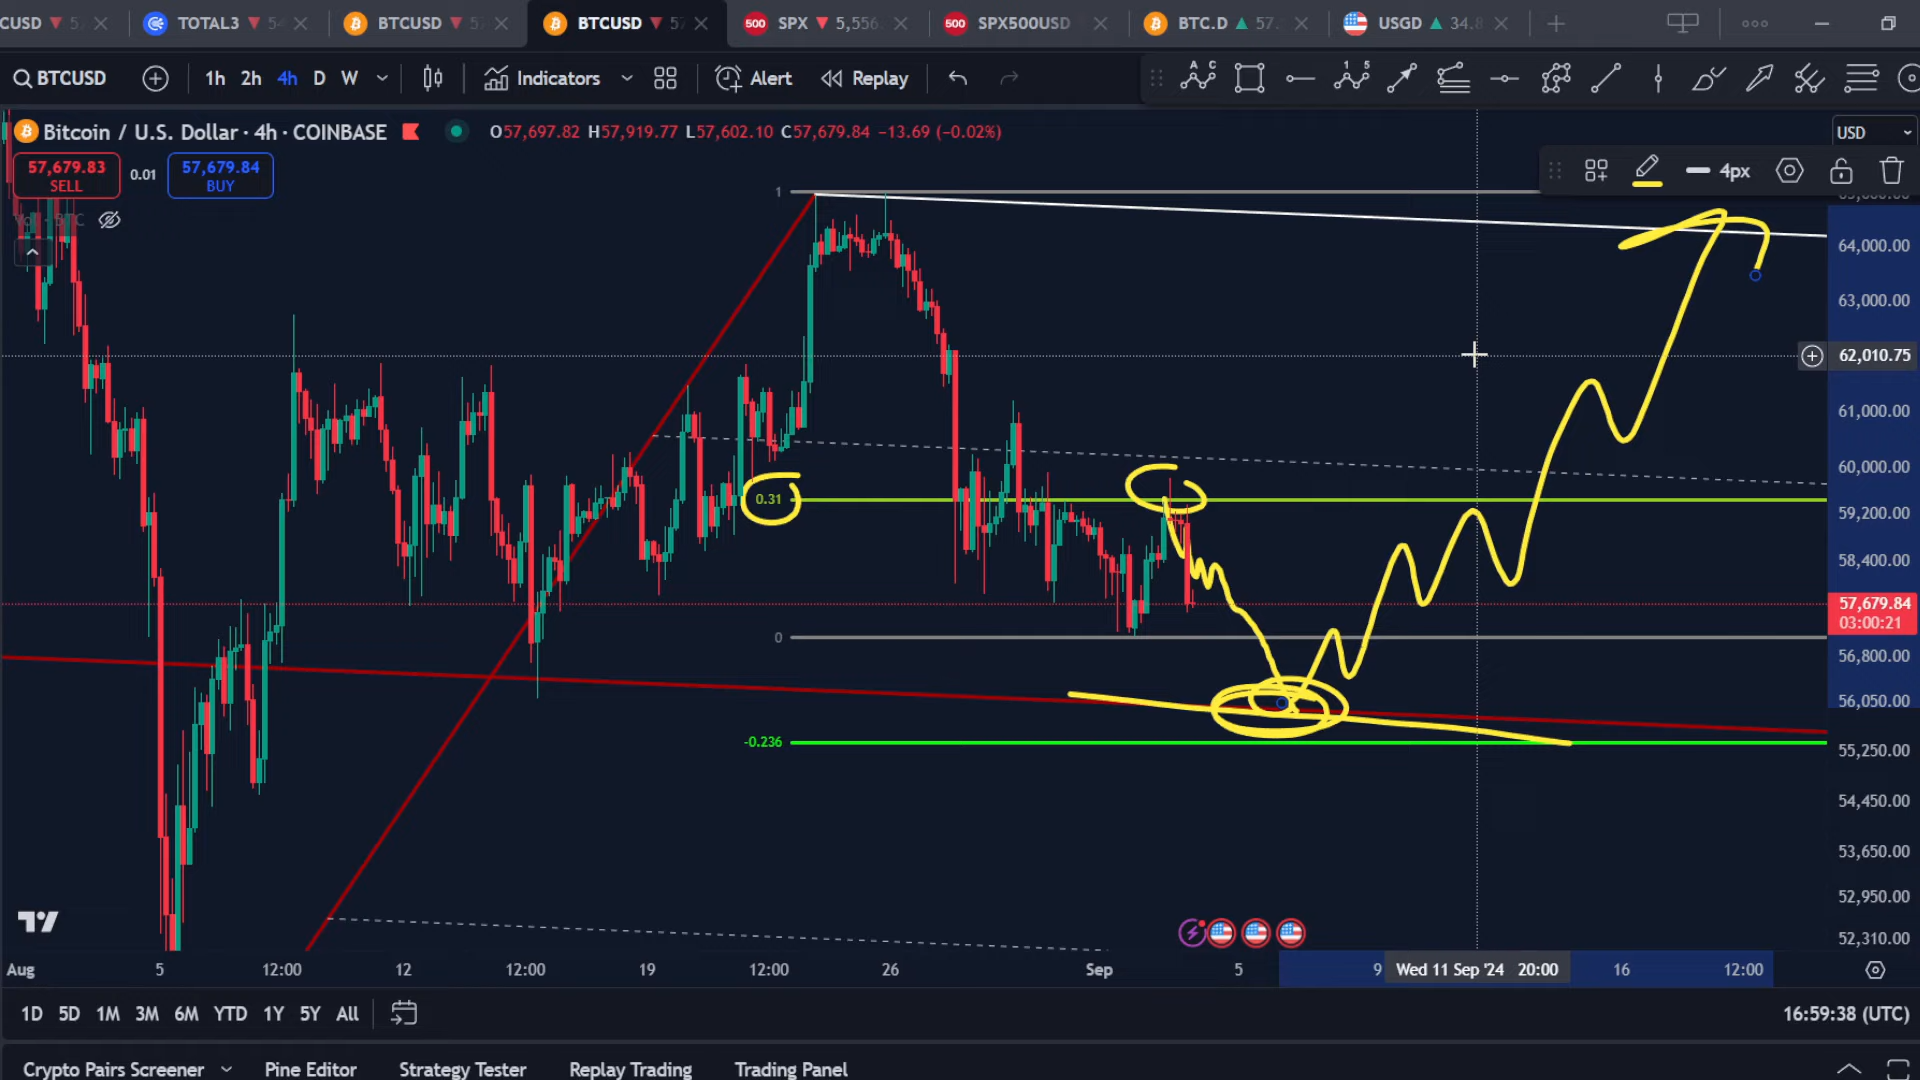 CUSD
TOTAL3
BTCUSD
BTCUSD
SPX 5,556
SPX500USD
BTC.D 57.
USGD 34.8
BTCUSD
1h 2h 4h D W
Indicators
Alert
Replay
Bitcoin / U.S. Dollar · 4h · COINBASE
O57,697.82 H57,919.77 L57,602.10 C57,679.84 −13.69 (−0.02%)
USD
57,679.83
SELL
0.01
57,679.84
BUY
4px
1
64,000.00
63,000.00
62,010.75
61,000.00
60,000.00
0.31
59,200.00
58,400.00
57,679.84
03:00:21
0
56,800.00
56,050.00
-0.236
55,250.00
54,450.00
53,650.00
52,950.00
52,310.00
Aug 5 12:00 12 12:00 19 12:00 26 Sep 5 9 Wed 11 Sep '24 20:00 16 12:00
1D 5D 1M 3M 6M YTD 1Y 5Y All
16:59:38 (UTC)
Crypto Pairs Screener Pine Editor Strategy Tester Replay Trading Trading Panel